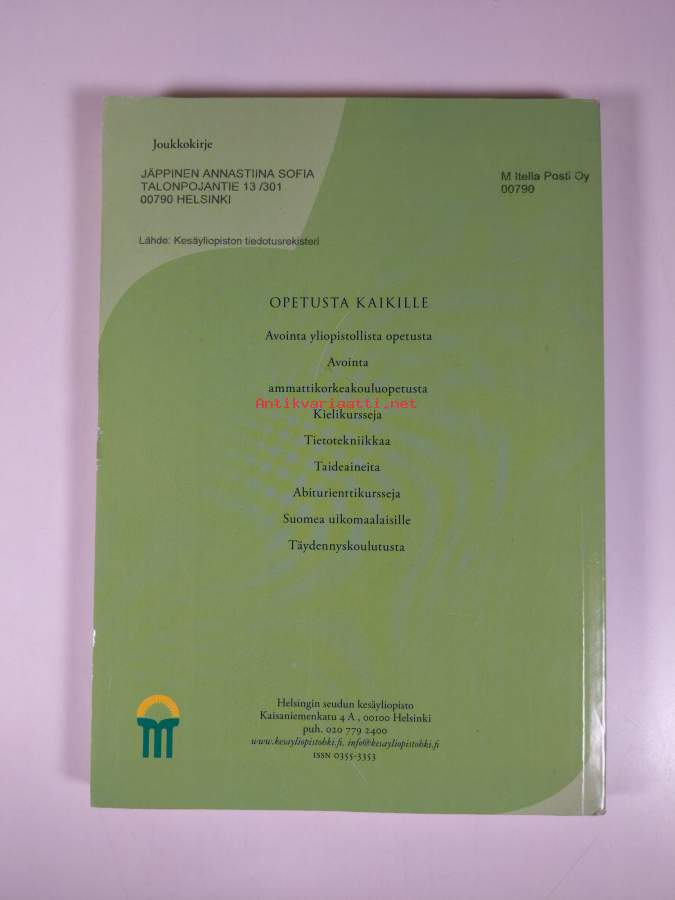 Joukkokirje
JÄPPINEN ANNASTIINA SOFIA
TALONPOJANTIE 13 /301
00790 HELSINKI
M Itella Posti Oy
00790
Lähde: Kesäyliopiston tiedotusrekisteri
OPETUSTA KAIKILLE
Avointa yliopistollista opetusta
Avointa
ammattikorkeakouluopetusta
Antikvariaatti.net
Kielikursseja
Tietotekniikkaa
Taideaineita
Abiturienttikursseja
Suomea ulkomaalaisille
Täydennyskoulutusta
Helsingin seudun kesäyliopisto
Kaisaniemenkatu 4 A , 00100 Helsinki
puh. 020 779 2400
www.kesayliopistohki.fi, info@kesayliopistohki.fi
ISSN 0355-3353